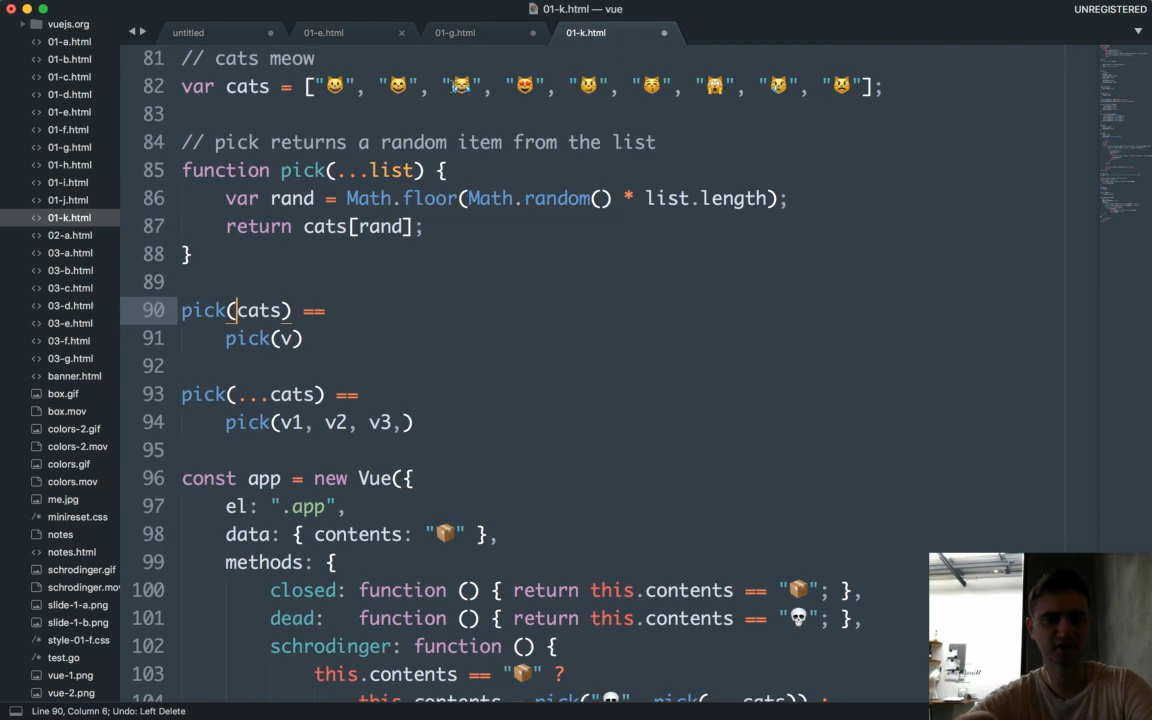 01-k.html — vue
UNREGISTERED
untitled
01-e.html
01-g.html
01-k.html
vuejs.org
01-a.html
01-b.html
01-c.html
01-d.html
01-e.html
01-f.html
01-g.html
01-h.html
01-i.html
01-j.html
01-k.html
02-a.html
03-a.html
03-b.html
03-c.html
03-d.html
03-e.html
03-f.html
03-g.html
banner.html
box.gif
box.mov
colors-2.gif
colors-2.mov
colors.gif
colors.mov
me.jpg
minireset.css
notes
notes.html
schrodinger.gif
schrodinger.mov
slide-1-a.png
slide-1-b.png
style-01-f.css
test.go
vue-1.png
vue-2.png
81 // cats meow
82 var cats = ["😺", "😸", "😹", "😻", "😼", "😽", "🙀", "😿", "😾"];
83
84 // pick returns a random item from the list
85 function pick(...list) {
86 var rand = Math.floor(Math.random() * list.length);
87 return cats[rand];
88 }
89
90 pick(cats) ==
91 pick(v)
92
93 pick(...cats) ==
94 pick(v1, v2, v3,)
95
96 const app = new Vue({
97 el: ".app",
98 data: { contents: "📦" },
99 methods: {
100 closed: function () { return this.contents == "📦"; },
101 dead: function () { return this.contents == "💀"; },
102 schrodinger: function () {
103 this.contents == "📦" ?
104 this.contents = pick("💀", pick(...cats)) :
Line 90, Column 6; Undo: Left Delete